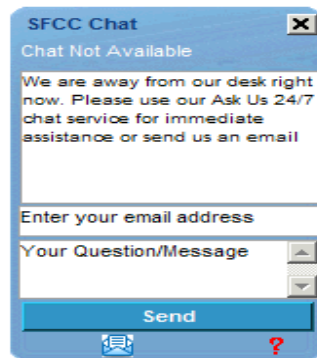 SFCC Chat
Chat Not Available
We are away from our desk right
now. Please use our Ask Us 24/7
chat service for immediate
assistance or send us an email
Enter your email address
Your Question/Message
Send
?